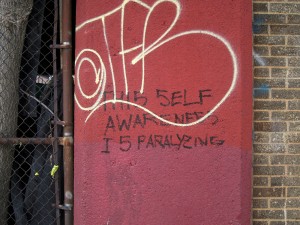 THIS SELF
AWARENESS
IS PARALYZING